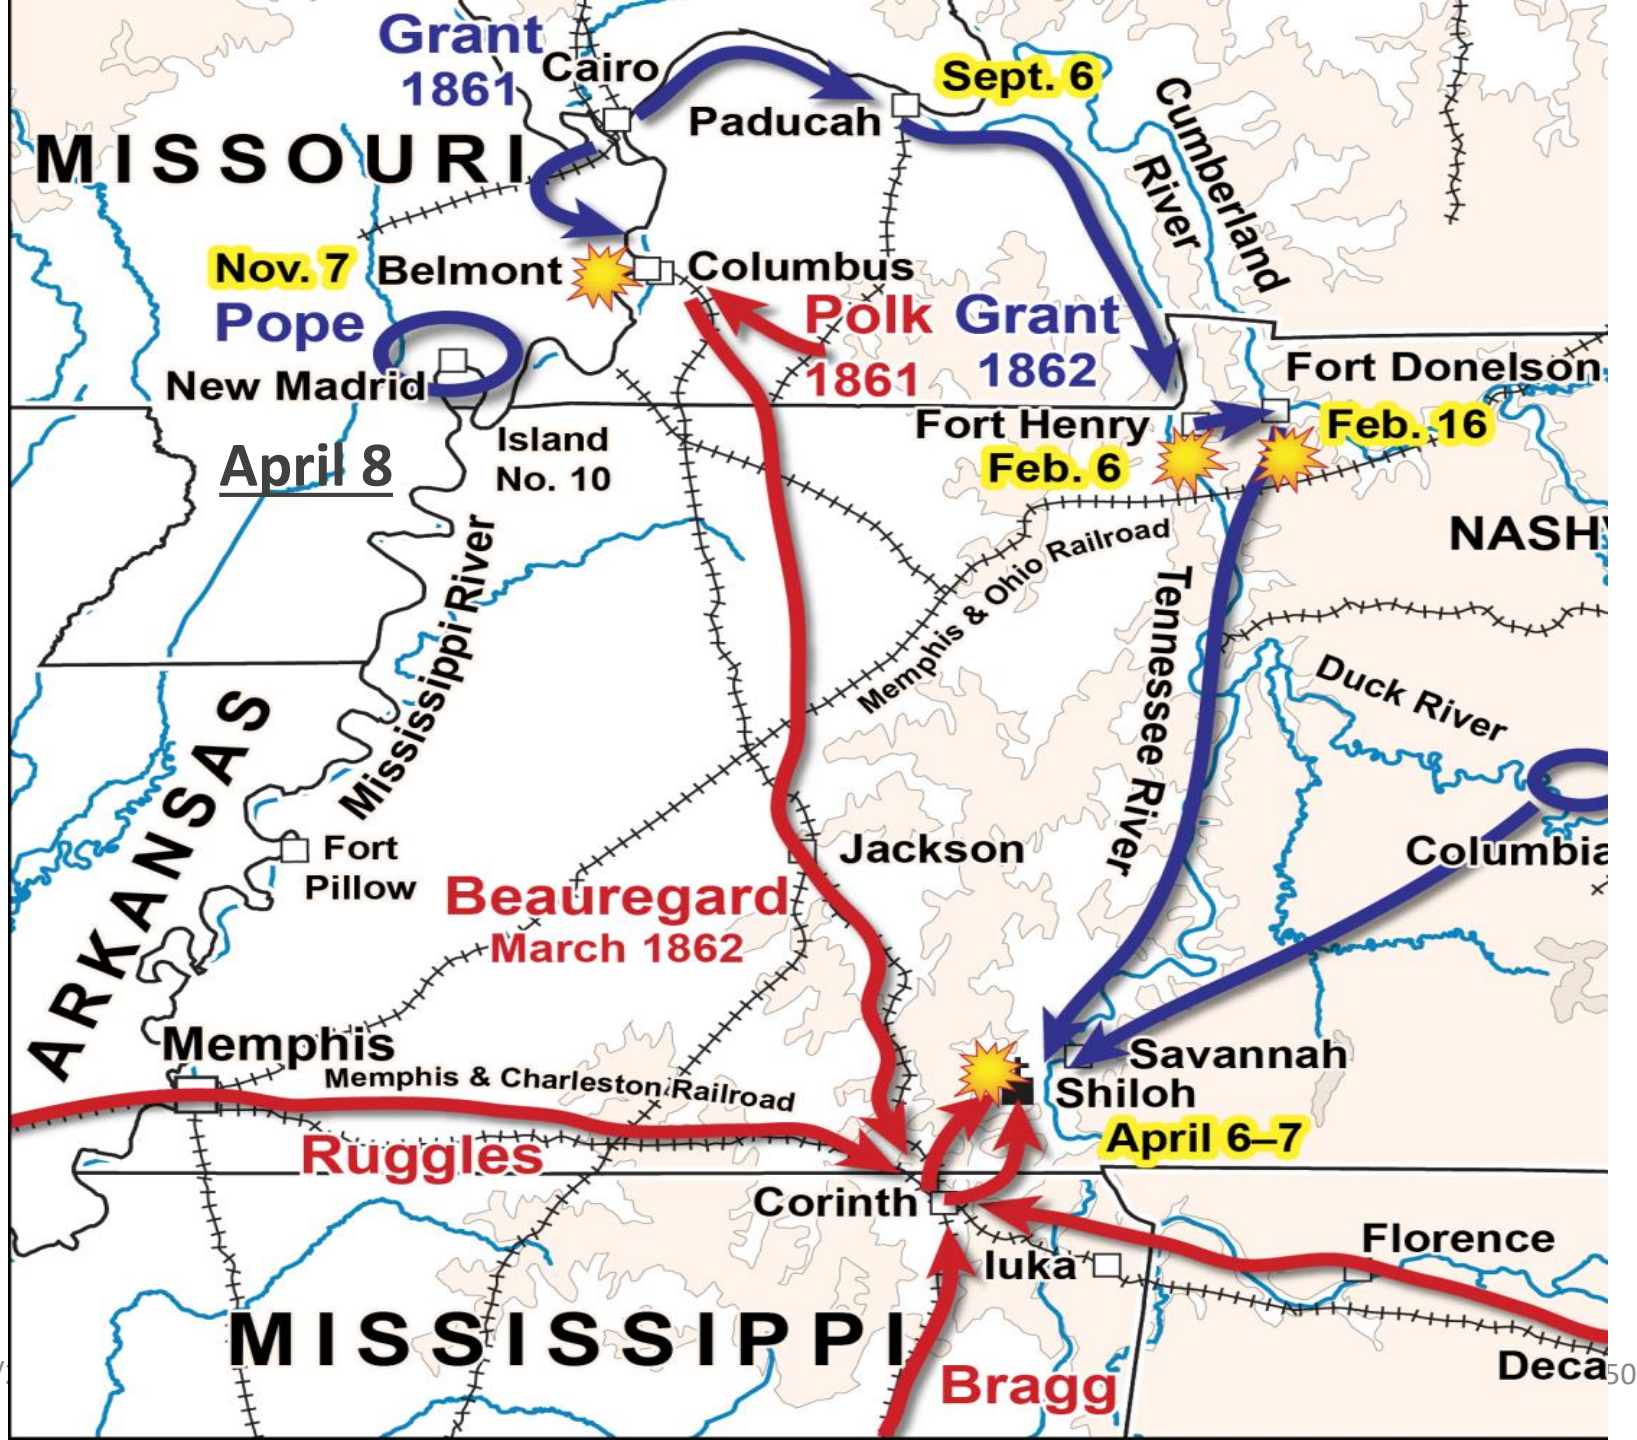 Grant
1861
Cairo
Sept. 6
Paducah
Cumberland
River
MISSOURI
Nov. 7
Belmont
Columbus
Pope
Polk
1861
Grant
1862
New Madrid
Fort Donelson
Fort Henry
Feb. 16
Feb. 6
Island
No. 10
April 8
Mississippi River
Memphis & Ohio Railroad
NASHV
Tennessee River
Duck River
ARKANSAS
Fort
Pillow
Jackson
Columbia
Beauregard
March 1862
Memphis
Memphis & Charleston Railroad
Savannah
Shiloh
April 6–7
Ruggles
Corinth
Iuka
Florence
MISSISSIPPI
Bragg
Deca
50